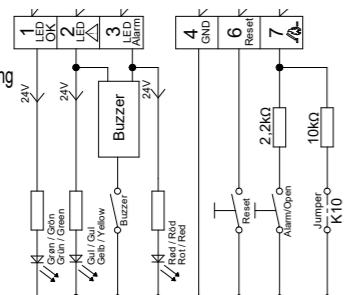 ng
1
LED
OK
2
LED
3
LED
Alarm
4
GND
6
Reset
7
24V
24V
24V
Buzzer
2,2kΩ
10kΩ
Grøn / Grön
Grün / Green
Gul / Gul
Gelb / Yellow
Buzzer
Rød / Röd
Rot / Red
Reset
Alarm/Open
Jumper
K10